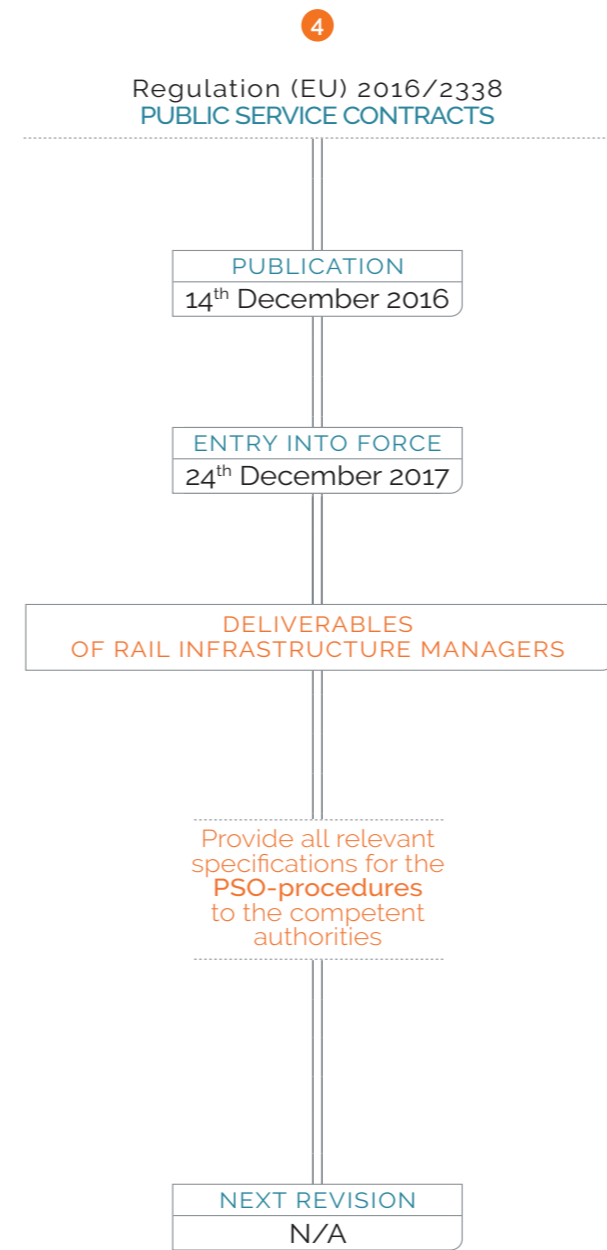 4
Regulation (EU) 2016/2338
PUBLIC SERVICE CONTRACTS
PUBLICATION
14th December 2016
ENTRY INTO FORCE
24th December 2017
DELIVERABLES
OF RAIL INFRASTRUCTURE MANAGERS
Provide all relevant
specifications for the
PSO-procedures
to the competent
authorities
NEXT REVISION
N/A